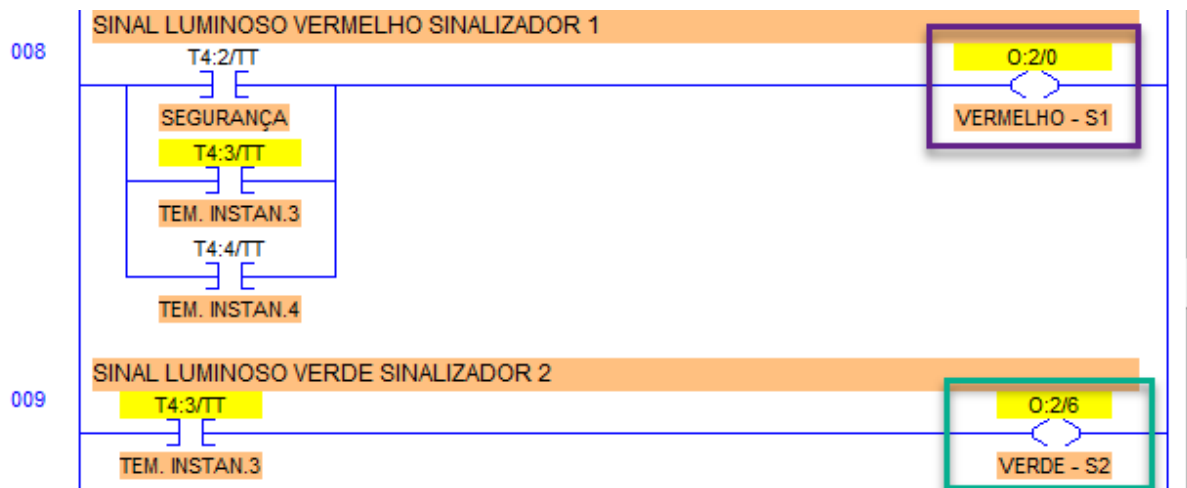 SINAL LUMINOSO VERMELHO SINALIZADOR 1
008
T4:2/TT
O:2/0
SEGURANÇA
VERMELHO - S1
T4:3/TT
TEM. INSTAN.3
T4:4/TT
TEM. INSTAN.4
SINAL LUMINOSO VERDE SINALIZADOR 2
009
T4:3/TT
O:2/6
TEM. INSTAN.3
VERDE - S2